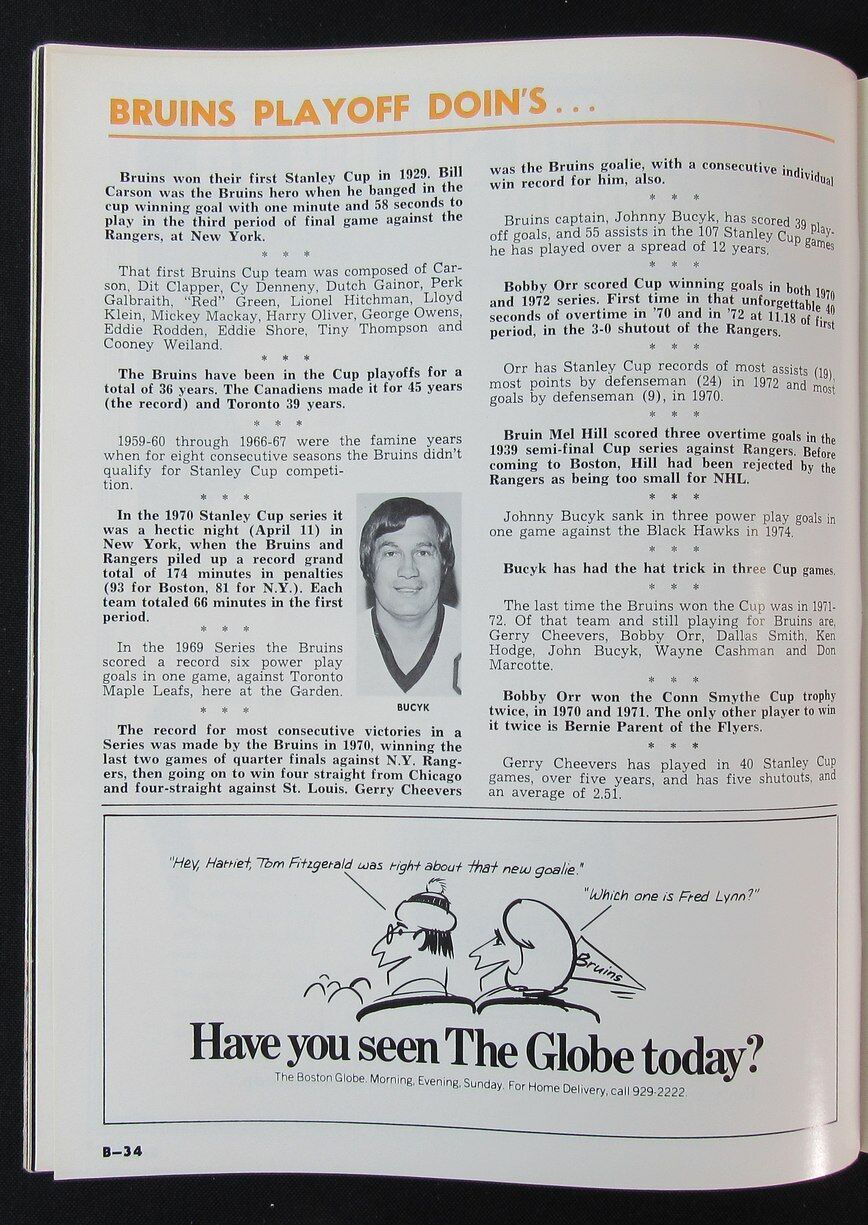 BRUINS PLAYOFF DOIN'S . . .
Bruins won their first Stanley Cup in 1929. Bill
Carson was the Bruins hero when he banged in the
cup winning goal with one minute and 58 seconds to
play in the third period of final game against the
Rangers, at New York.
* * *
That first Bruins Cup team was composed of Car-
son, Dit Clapper, Cy Denneny, Dutch Gainor, Perk
Galbraith, "Red" Green, Lionel Hitchman, Lloyd
Klein, Mickey Mackay, Harry Oliver, George Owens,
Eddie Rodden, Eddie Shore, Tiny Thompson and
Cooney Weiland.
* * *
The Bruins have been in the Cup playoffs for a
total of 36 years. The Canadiens made it for 45 years
(the record) and Toronto 39 years.
* * *
1959-60 through 1966-67 were the famine years
when for eight consecutive seasons the Bruins didn't
qualify for Stanley Cup competi-
tion.
* * *
In the 1970 Stanley Cup series it
was a hectic night (April 11) in
New York, when the Bruins and
Rangers piled up a record grand
total of 174 minutes in penalties
(93 for Boston, 81 for N.Y.). Each
team totaled 66 minutes in the first
period.
* * *
In the 1969 Series the Bruins
scored a record six power play
goals in one game, against Toronto
Maple Leafs, here at the Garden.
BUCYK
* * *
The record for most consecutive victories in a
Series was made by the Bruins in 1970, winning the
last two games of quarter finals against N.Y. Rang-
ers, then going on to win four straight from Chicago
and four-straight against St. Louis. Gerry Cheevers
was the Bruins goalie, with a consecutive individual
win record for him, also.
* * *
Bruins captain, Johnny Bucyk, has scored 39 play-
off goals, and 55 assists in the 107 Stanley Cup games
he has played over a spread of 12 years.
* * *
Bobby Orr scored Cup winning goals in both 1970
and 1972 series. First time in that unforgettable 40
seconds of overtime in '70 and in '72 at 11.18 of first
period, in the 3-0 shutout of the Rangers.
* * *
Orr has Stanley Cup records of most assists (19),
most points by defenseman (24) in 1972 and most
goals by defenseman (9), in 1970.
* * *
Bruin Mel Hill scored three overtime goals in the
1939 semi-final Cup series against Rangers. Before
coming to Boston, Hill had been rejected by the
Rangers as being too small for NHL.
* * *
Johnny Bucyk sank in three power play goals in
one game against the Black Hawks in 1974.
* * *
Bucyk has had the hat trick in three Cup games.
* * *
The last time the Bruins won the Cup was in 1971-
72. Of that team and still playing for Bruins are,
Gerry Cheevers, Bobby Orr, Dallas Smith, Ken
Hodge, John Bucyk, Wayne Cashman and Don
Marcotte.
* * *
Bobby Orr won the Conn Smythe Cup trophy
twice, in 1970 and 1971. The only other player to win
it twice is Bernie Parent of the Flyers.
* * *
Gerry Cheevers has played in 40 Stanley Cup
games, over five years, and has five shutouts, and
an average of 2.51.
"Hey, Harriet, Tom Fitzgerald was right about that new goalie."
"Which one is Fred Lynn?"
Bruins
Have you seen The Globe today?
The Boston Globe. Morning, Evening, Sunday. For Home Delivery, call 929-2222.
B—34